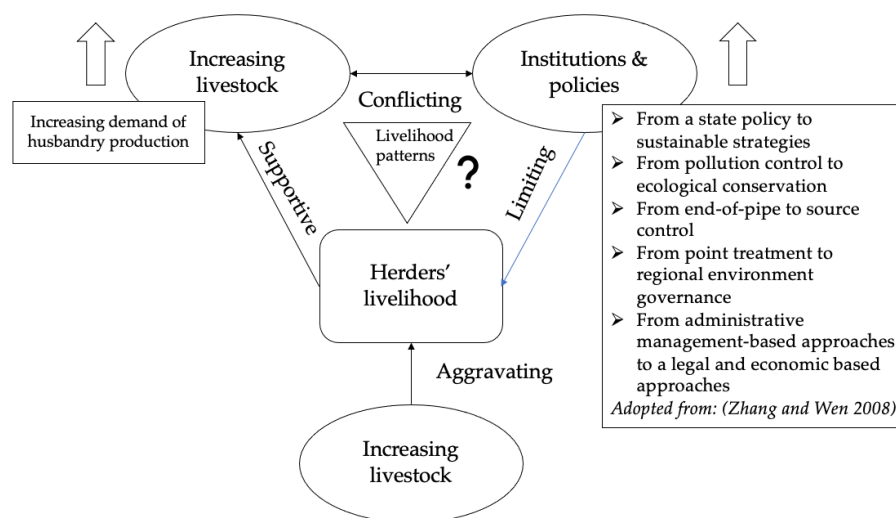 Increasing
livestock
Institutions &
policies
Conflicting
Increasing demand of
husbandry production
Livelihood
patterns
?
Supportive
Limiting
➢ From a state policy to
sustainable strategies
➢ From pollution control to
ecological conservation
➢ From end-of-pipe to source
control
➢ From point treatment to
regional environment
governance
➢ From administrative
management-based approaches
to a legal and economic based
approaches
Adopted from: (Zhang and Wen 2008)
Herders’
livelihood
Aggravating
Increasing
livestock